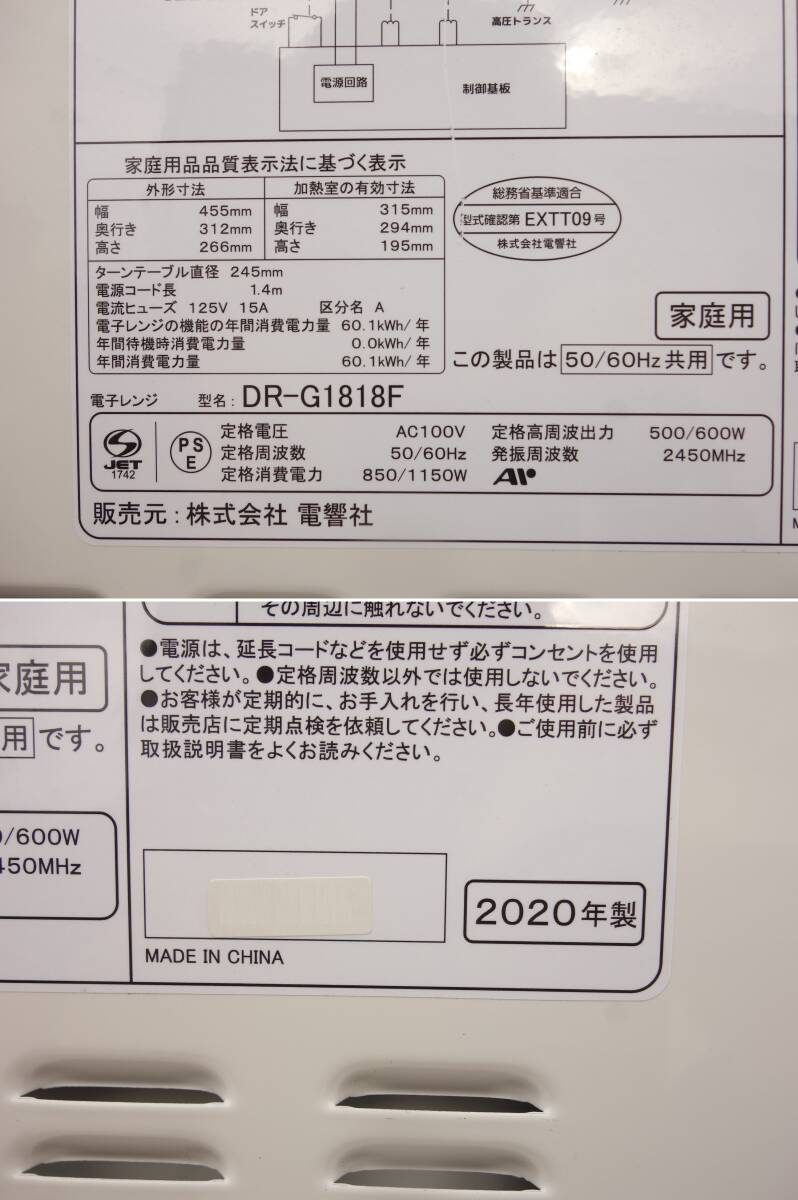 ドア
スイッチ
高圧トランス
電源回路
制御基板
家庭用品品質表示法に基づく表示
外形寸法
幅 455mm
奥行き 312mm
高さ 266mm
加熱室の有効寸法
幅 315mm
奥行き 294mm
高さ 195mm
ターンテーブル直径 245mm
電源コード長 1.4m
電流ヒューズ 125V 15A 区分名 A
電子レンジの機能の年間消費電力量 60.1kWh/年
年間待機時消費電力量 0.0kWh/年
年間消費電力量 60.1kWh/年
総務省基準適合
型式確認第 EXTT09 号
株式会社電響社
家庭用
この製品は 50/60Hz共用 です。
電子レンジ 型名: DR-G1818F
JET
1742
PS
E
定格電圧 AC100V
定格周波数 50/60Hz
定格消費電力 850/1150W
定格高周波出力 500/600W
発振周波数 2450MHz
販売元:株式会社 電響社
その周辺に触れないでください。
●電源は、延長コードなどを使用せず必ずコンセントを使用
してください。●定格周波数以外では使用しないでください。
●お客様が定期的に、お手入れを行い、長年使用した製品
は販売店に定期点検を依頼してください。●ご使用前に必ず
取扱説明書をよくお読みください。
家庭用
用 です。
/600W
450MHz
2020年製
MADE IN CHINA